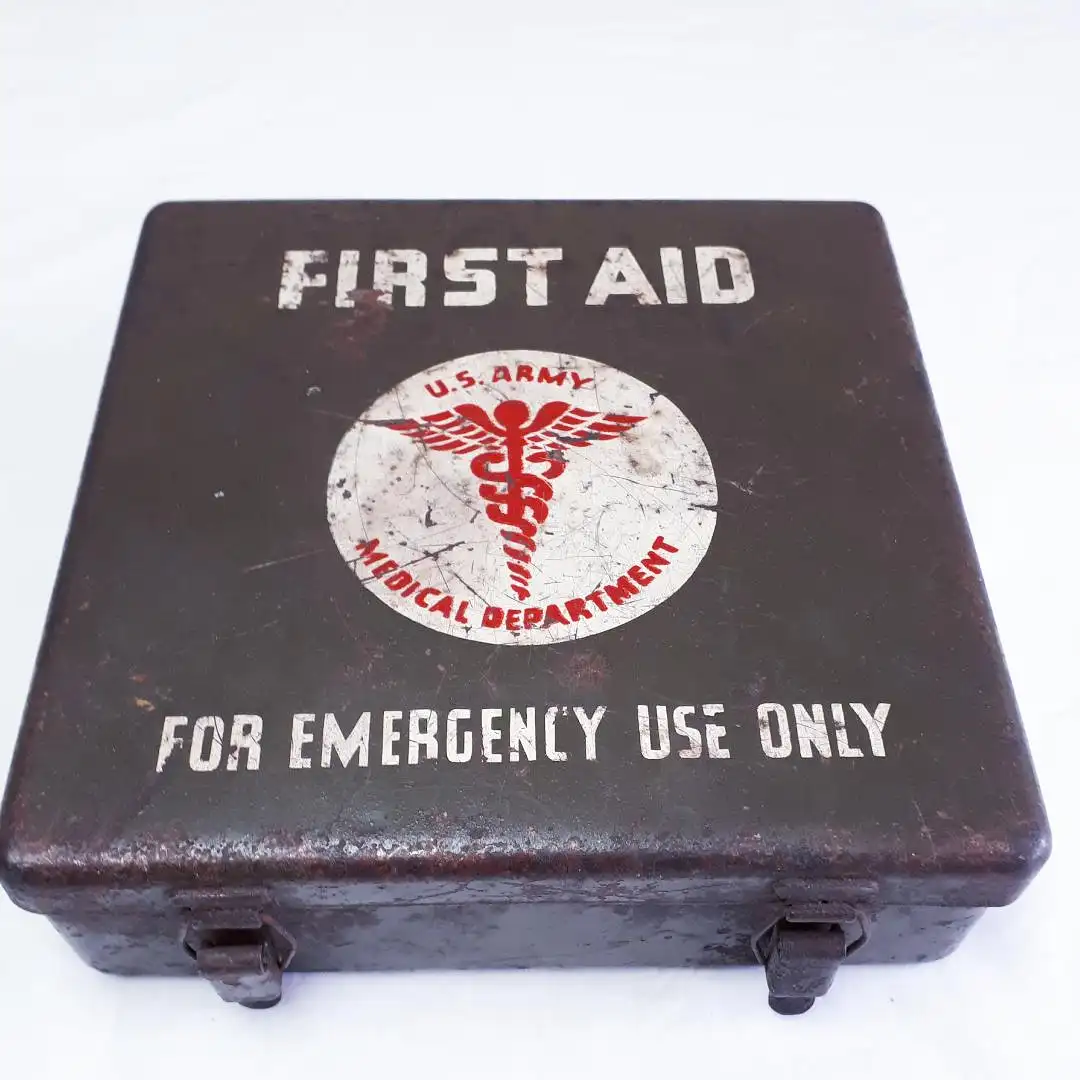 FIRST AID
U.S. ARMY
MEDICAL DEPARTMENT
FOR EMERGENCY USE ONLY